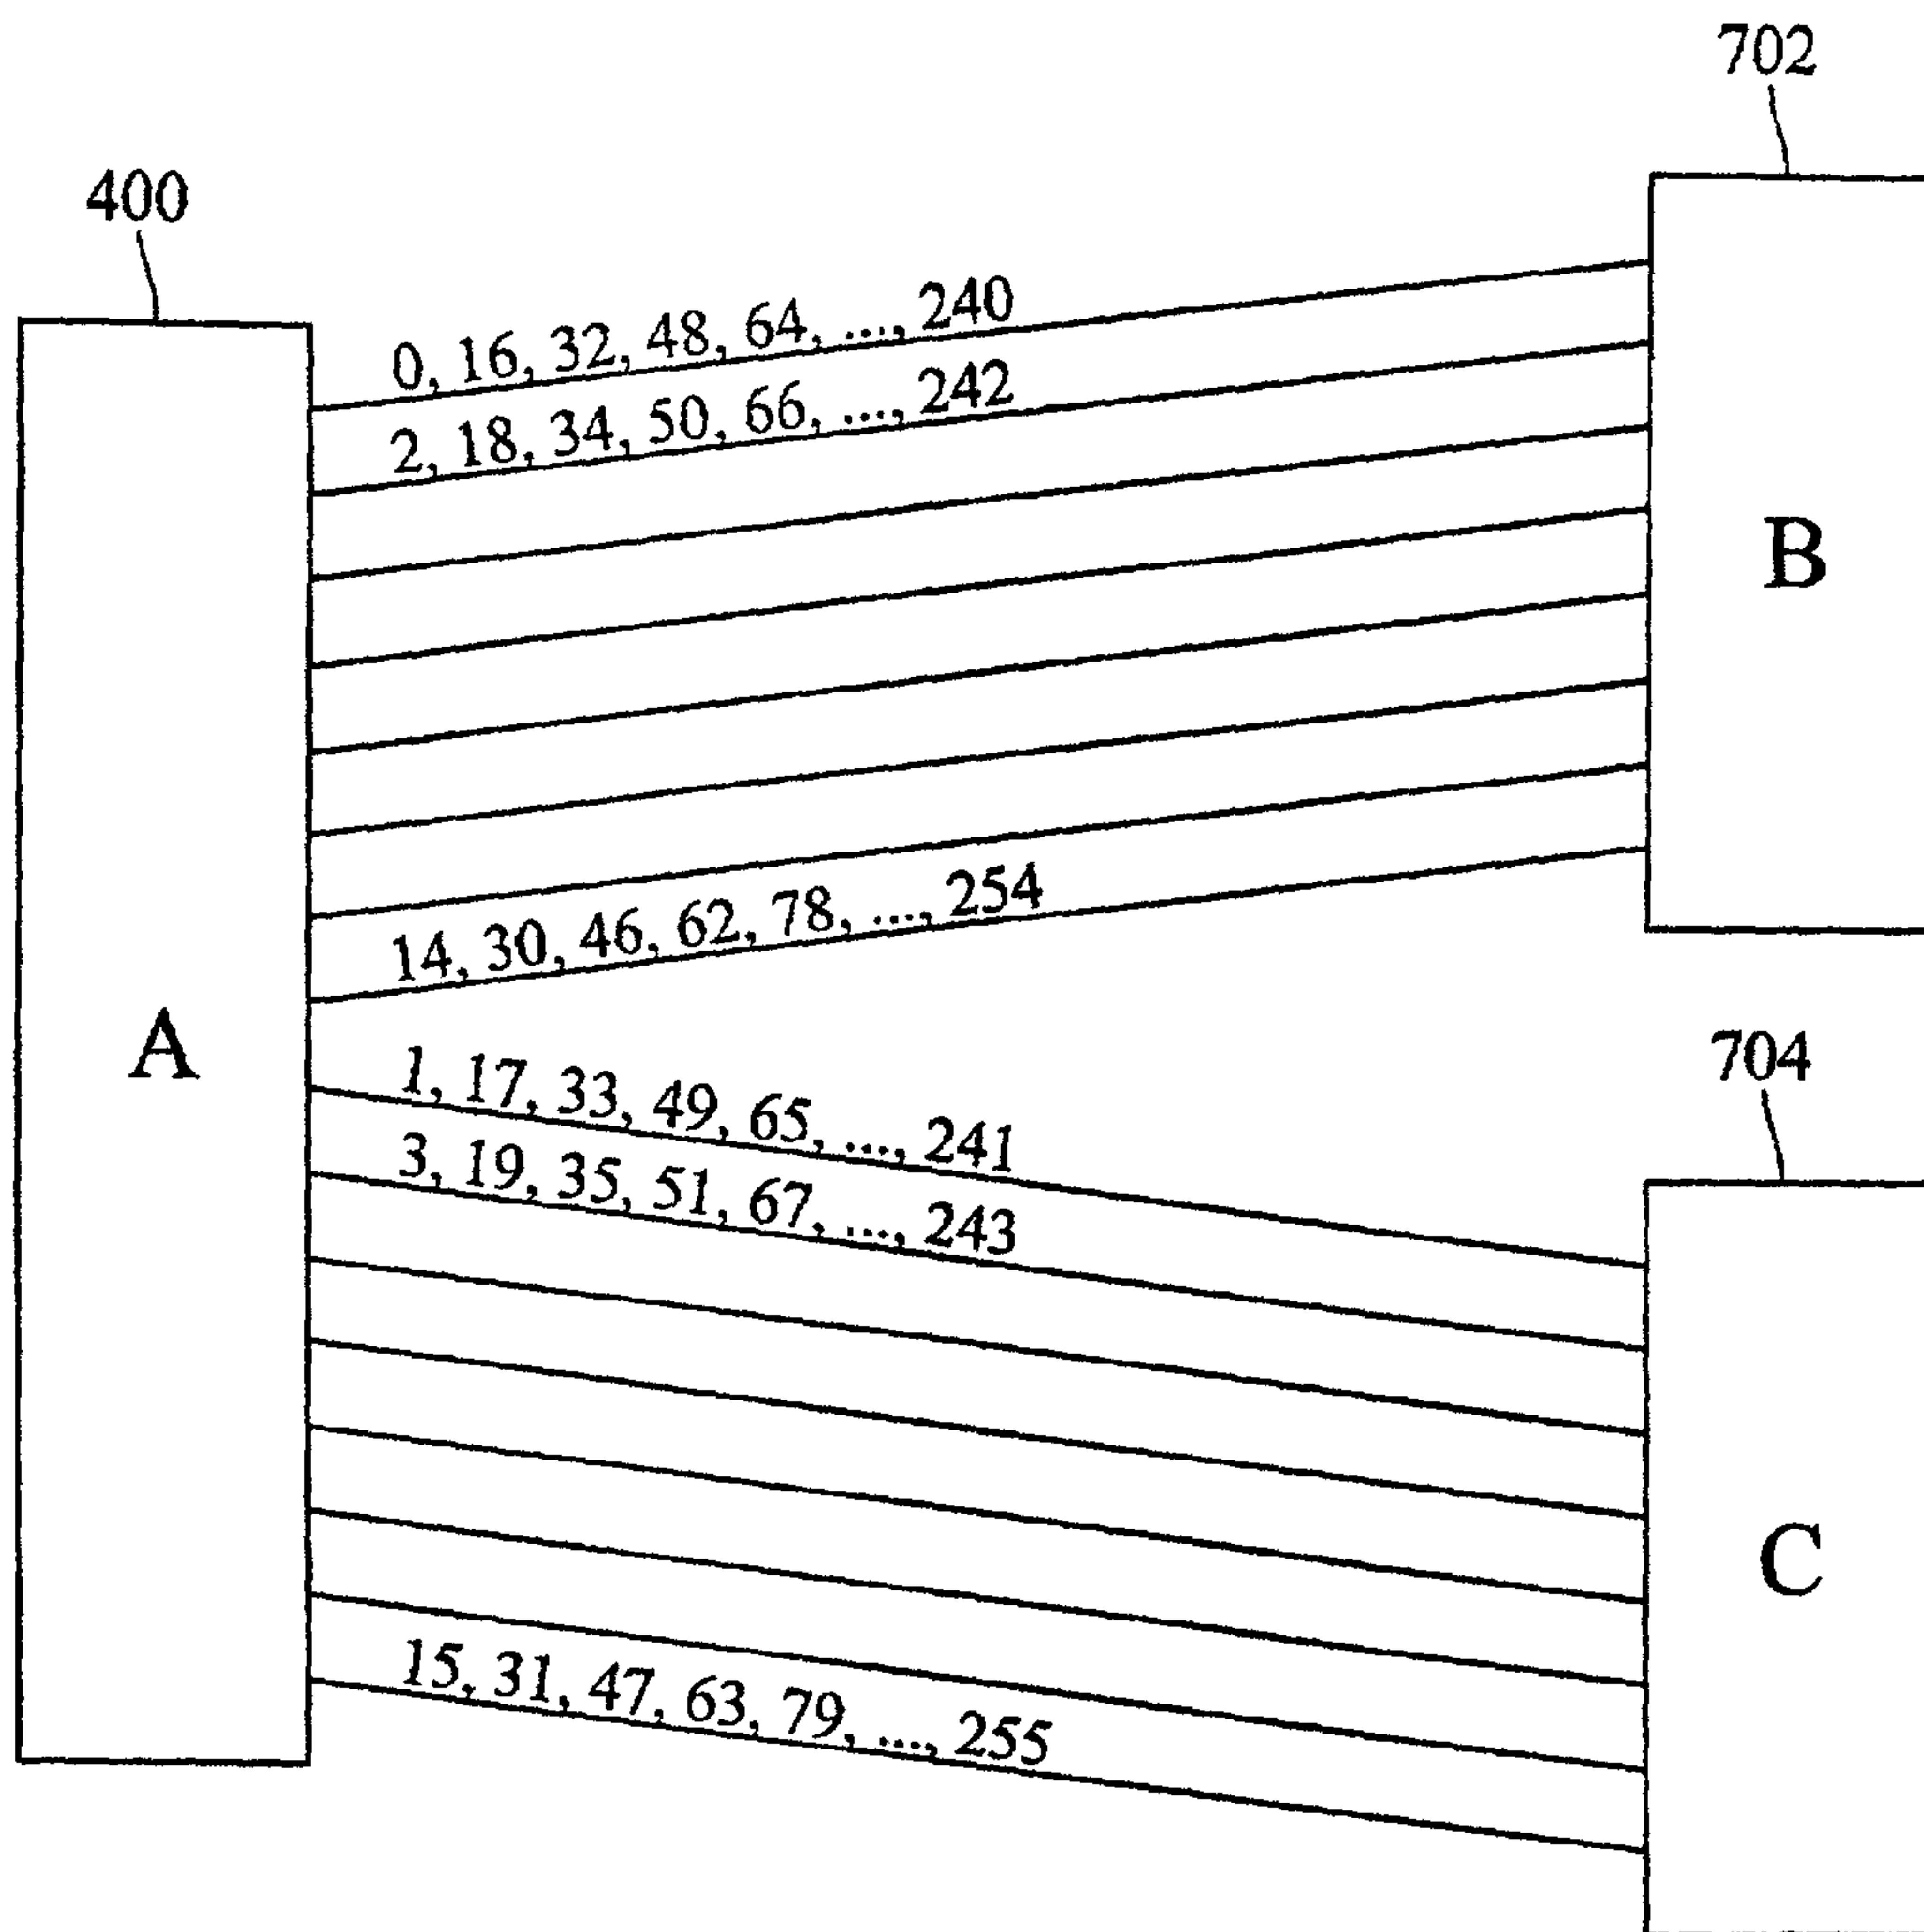 702
400
0, 16, 32, 48, 64, ...., 240
2, 18, 34, 50, 66, ...., 242
B
14, 30, 46, 62, 78, ...., 254
A
704
1, 17, 33, 49, 65, ...., 241
3, 19, 35, 51, 67, ...., 243
C
15, 31, 47, 63, 79, ...., 255